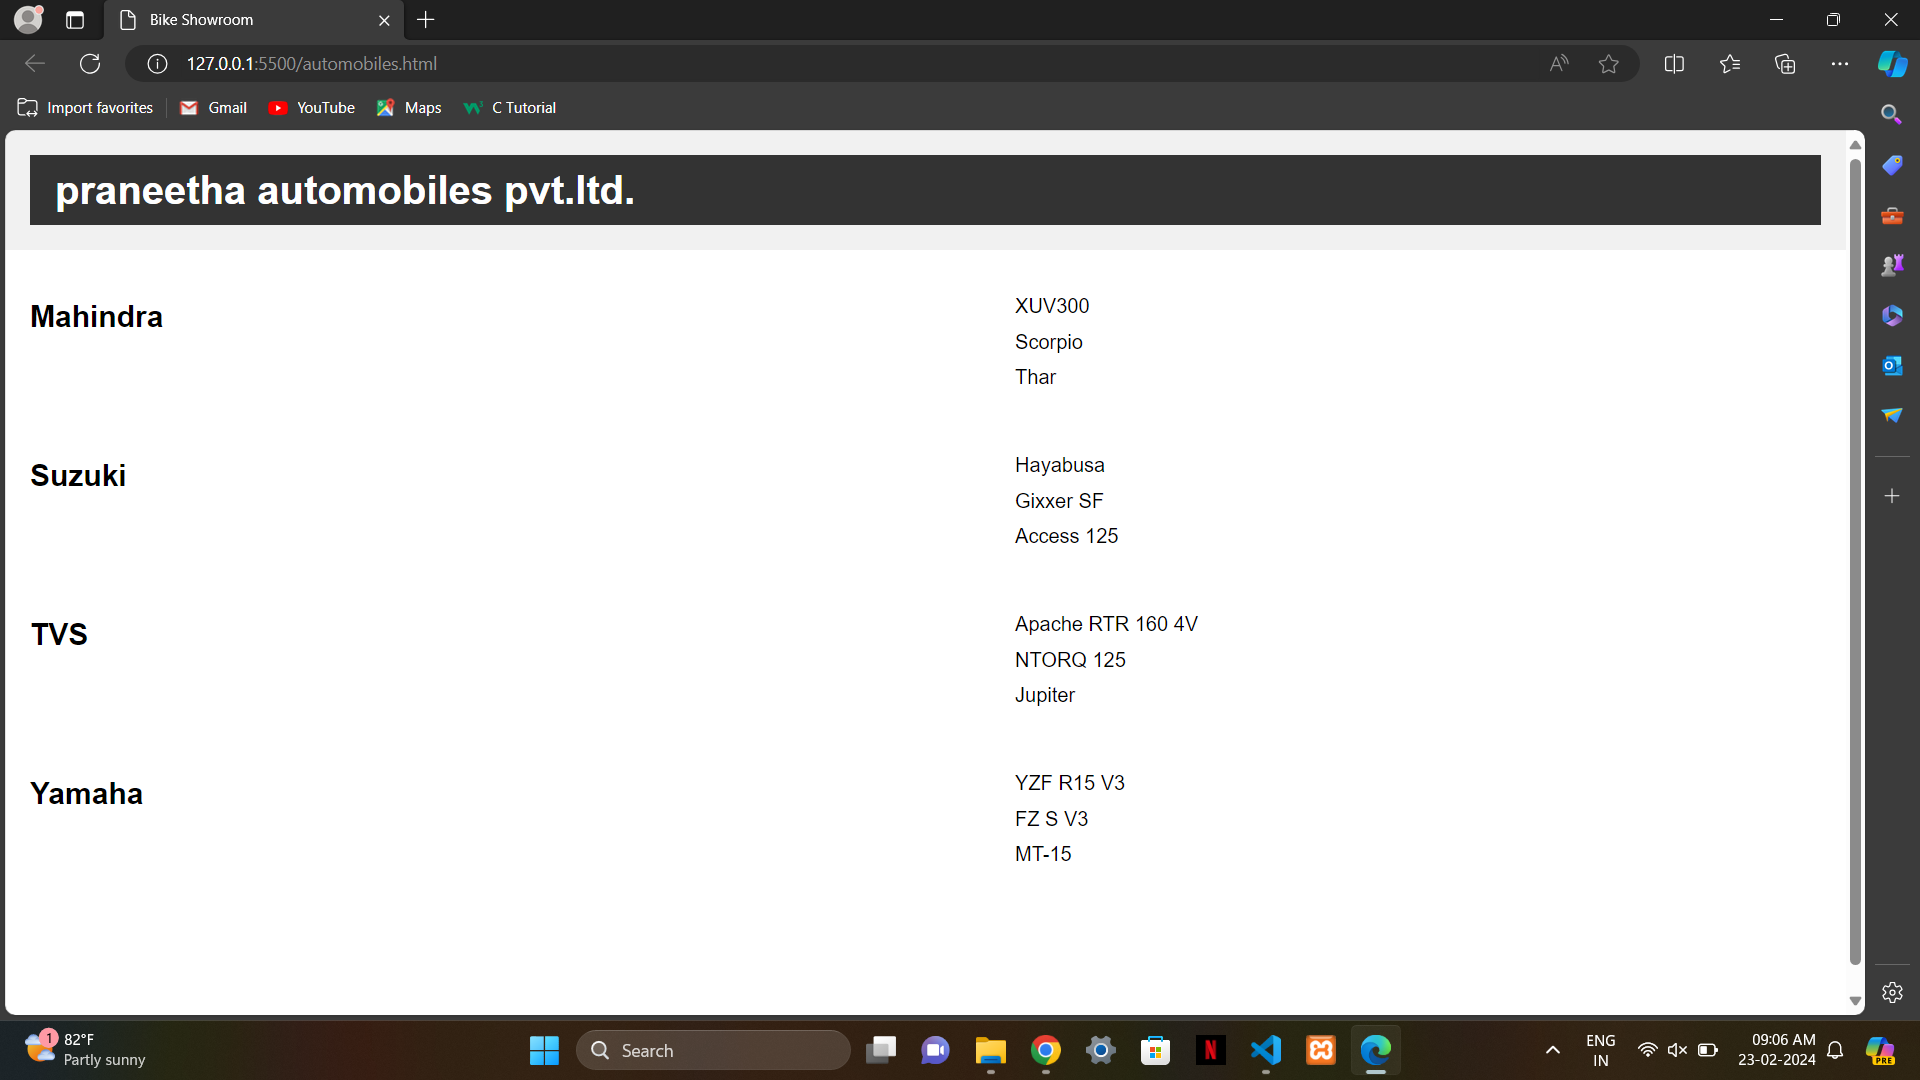 Bike Showroom
127.0.0.1:5500/automobiles.html
Import favorites
Gmail
YouTube
Maps
C Tutorial
praneetha automobiles pvt.ltd.
Mahindra
XUV300
Scorpio
Thar
Suzuki
Hayabusa
Gixxer SF
Access 125
TVS
Apache RTR 160 4V
NTORQ 125
Jupiter
Yamaha
YZF R15 V3
FZ S V3
MT-15
1
82°F
Partly sunny
Search
ENG
IN
09:06 AM
23-02-2024
PRE